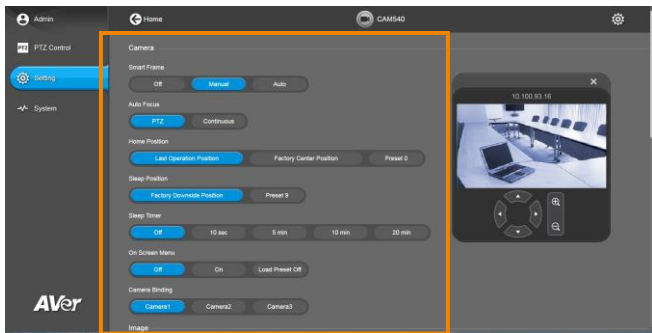 Admin
Home
CAM540
PTZ PTZ Control
Setting
System
Camera
Smart Frame
Off Manual Auto
Auto Focus
PTZ Continuous
Home Position
Last Operation Position Factory Center Position Preset 0
Sleep Position
Factory Downside Position Preset 9
Sleep Timer
Off 10 sec 5 min 10 min 20 min
On Screen Menu
Off On Load Preset Off
Camera Binding
Camera1 Camera2 Camera3
Image
10.100.93.16
AVer